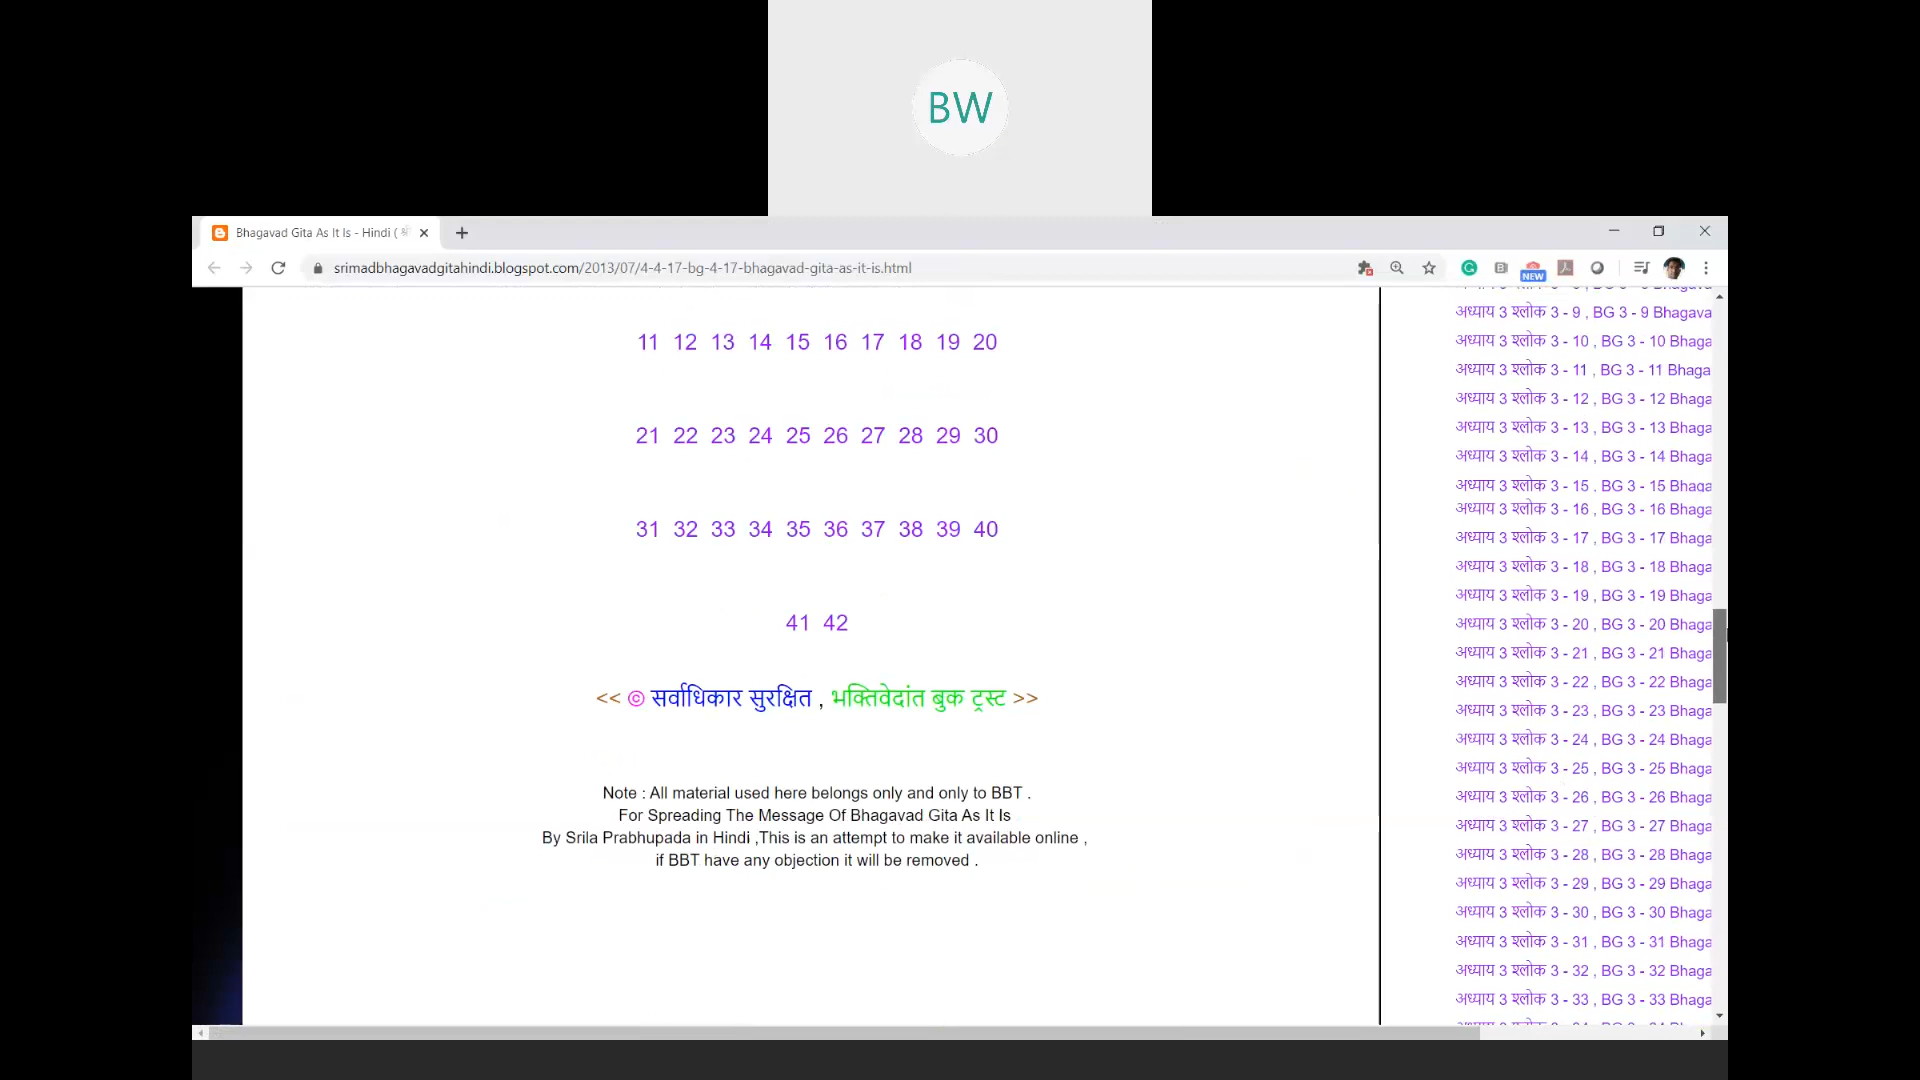 BW
Bhagavad Gita As It Is - Hindi (
srimadbhagavadgitahindi.blogspot.com/2013/07/4-4-17-bg-4-17-bhagavad-gita-as-it-is.html
NEW
11 12 13 14 15 16 17 18 19 20
21 22 23 24 25 26 27 28 29 30
31 32 33 34 35 36 37 38 39 40
41 42
<< © सर्वाधिकार सुरक्षित , भक्तिवेदांत बुक ट्रस्ट >>
Note : All material used here belongs only and only to BBT .
For Spreading The Message Of Bhagavad Gita As It Is
By Srila Prabhupada in Hindi ,This is an attempt to make it available online ,
if BBT have any objection it will be removed .
अध्याय 3 श्लोक 3 - 9 , BG 3 - 9 Bhagava
अध्याय 3 श्लोक 3 - 10 , BG 3 - 10 Bhaga
अध्याय 3 श्लोक 3 - 11 , BG 3 - 11 Bhaga
अध्याय 3 श्लोक 3 - 12 , BG 3 - 12 Bhaga
अध्याय 3 श्लोक 3 - 13 , BG 3 - 13 Bhaga
अध्याय 3 श्लोक 3 - 14 , BG 3 - 14 Bhaga
अध्याय 3 श्लोक 3 - 15 , BG 3 - 15 Bhaga
अध्याय 3 श्लोक 3 - 16 , BG 3 - 16 Bhaga
अध्याय 3 श्लोक 3 - 17 , BG 3 - 17 Bhaga
अध्याय 3 श्लोक 3 - 18 , BG 3 - 18 Bhaga
अध्याय 3 श्लोक 3 - 19 , BG 3 - 19 Bhaga
अध्याय 3 श्लोक 3 - 20 , BG 3 - 20 Bhaga
अध्याय 3 श्लोक 3 - 21 , BG 3 - 21 Bhaga
अध्याय 3 श्लोक 3 - 22 , BG 3 - 22 Bhaga
अध्याय 3 श्लोक 3 - 23 , BG 3 - 23 Bhaga
अध्याय 3 श्लोक 3 - 24 , BG 3 - 24 Bhaga
अध्याय 3 श्लोक 3 - 25 , BG 3 - 25 Bhaga
अध्याय 3 श्लोक 3 - 26 , BG 3 - 26 Bhaga
अध्याय 3 श्लोक 3 - 27 , BG 3 - 27 Bhaga
अध्याय 3 श्लोक 3 - 28 , BG 3 - 28 Bhaga
अध्याय 3 श्लोक 3 - 29 , BG 3 - 29 Bhaga
अध्याय 3 श्लोक 3 - 30 , BG 3 - 30 Bhaga
अध्याय 3 श्लोक 3 - 31 , BG 3 - 31 Bhaga
अध्याय 3 श्लोक 3 - 32 , BG 3 - 32 Bhaga
अध्याय 3 श्लोक 3 - 33 , BG 3 - 33 Bhaga